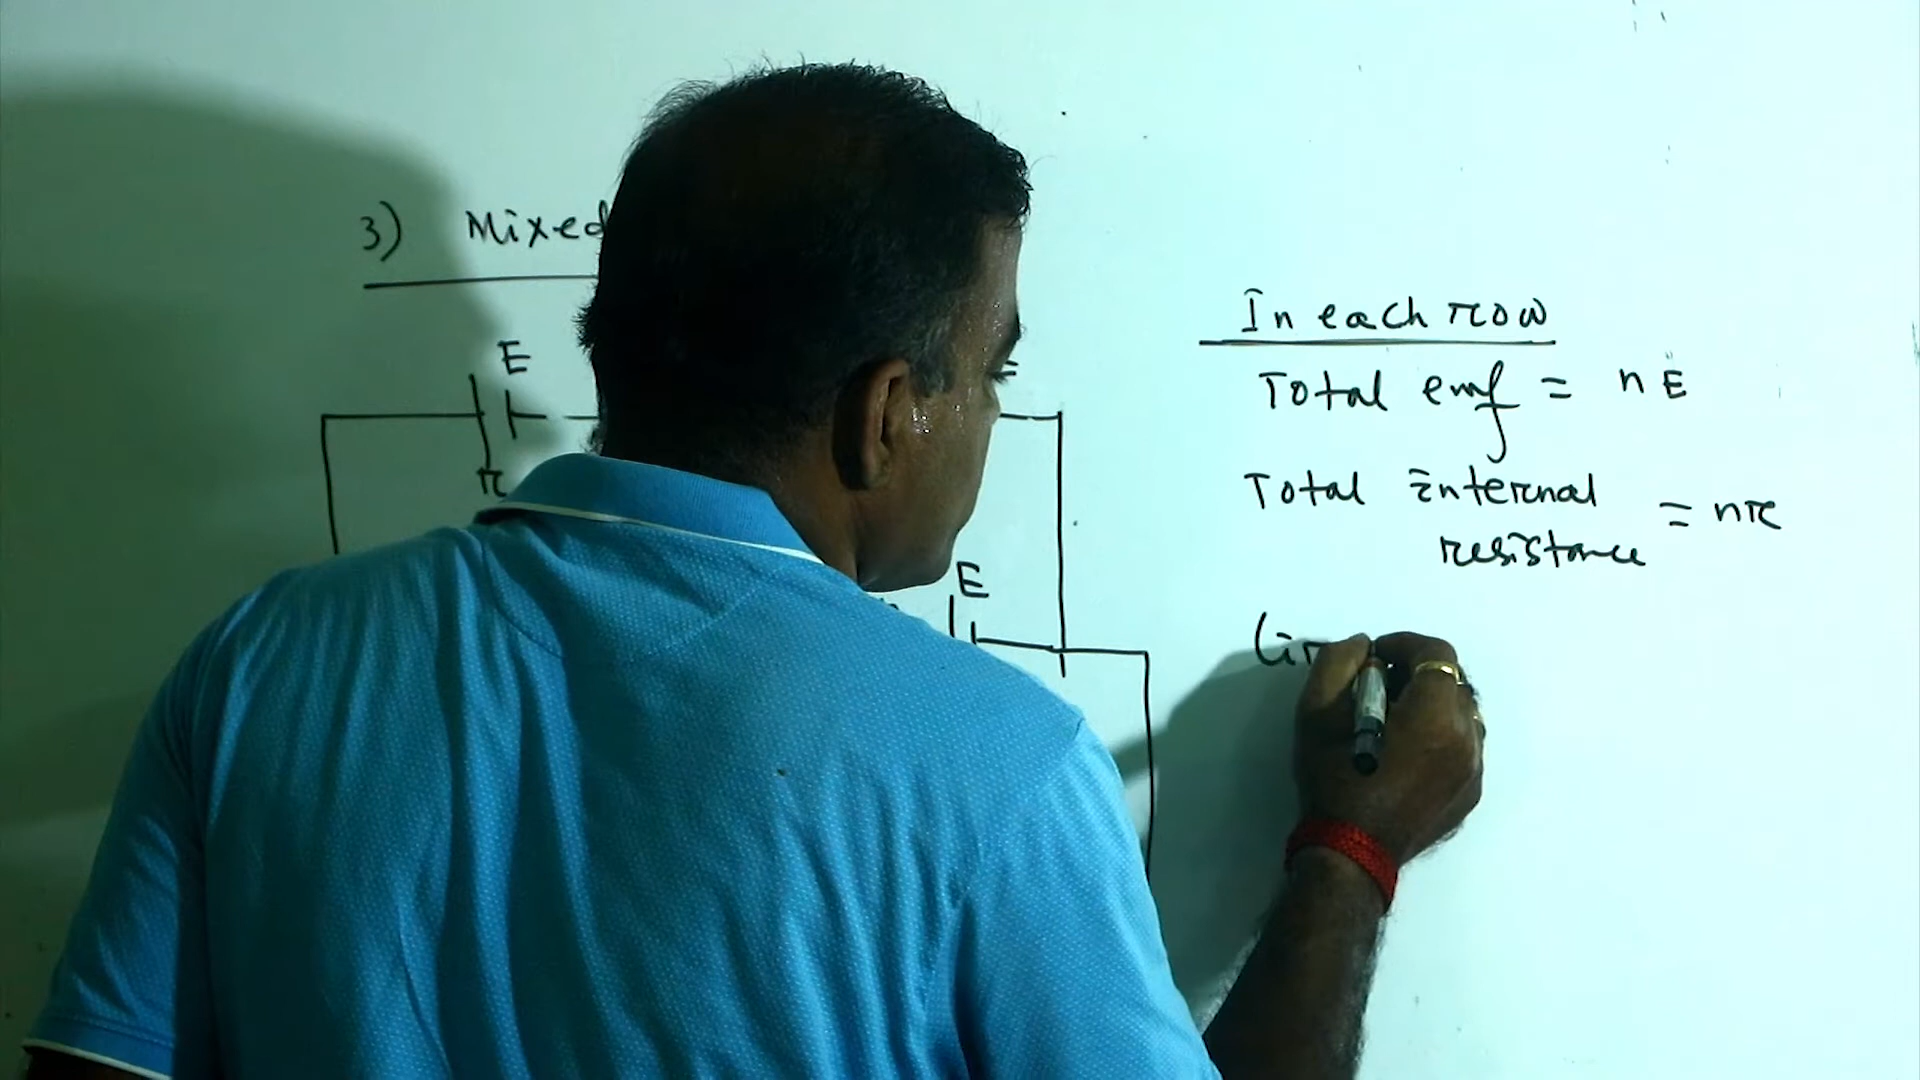 3) Mixed
E
r
E
In each row
Total emf = nE
Total internal
resistance = nr